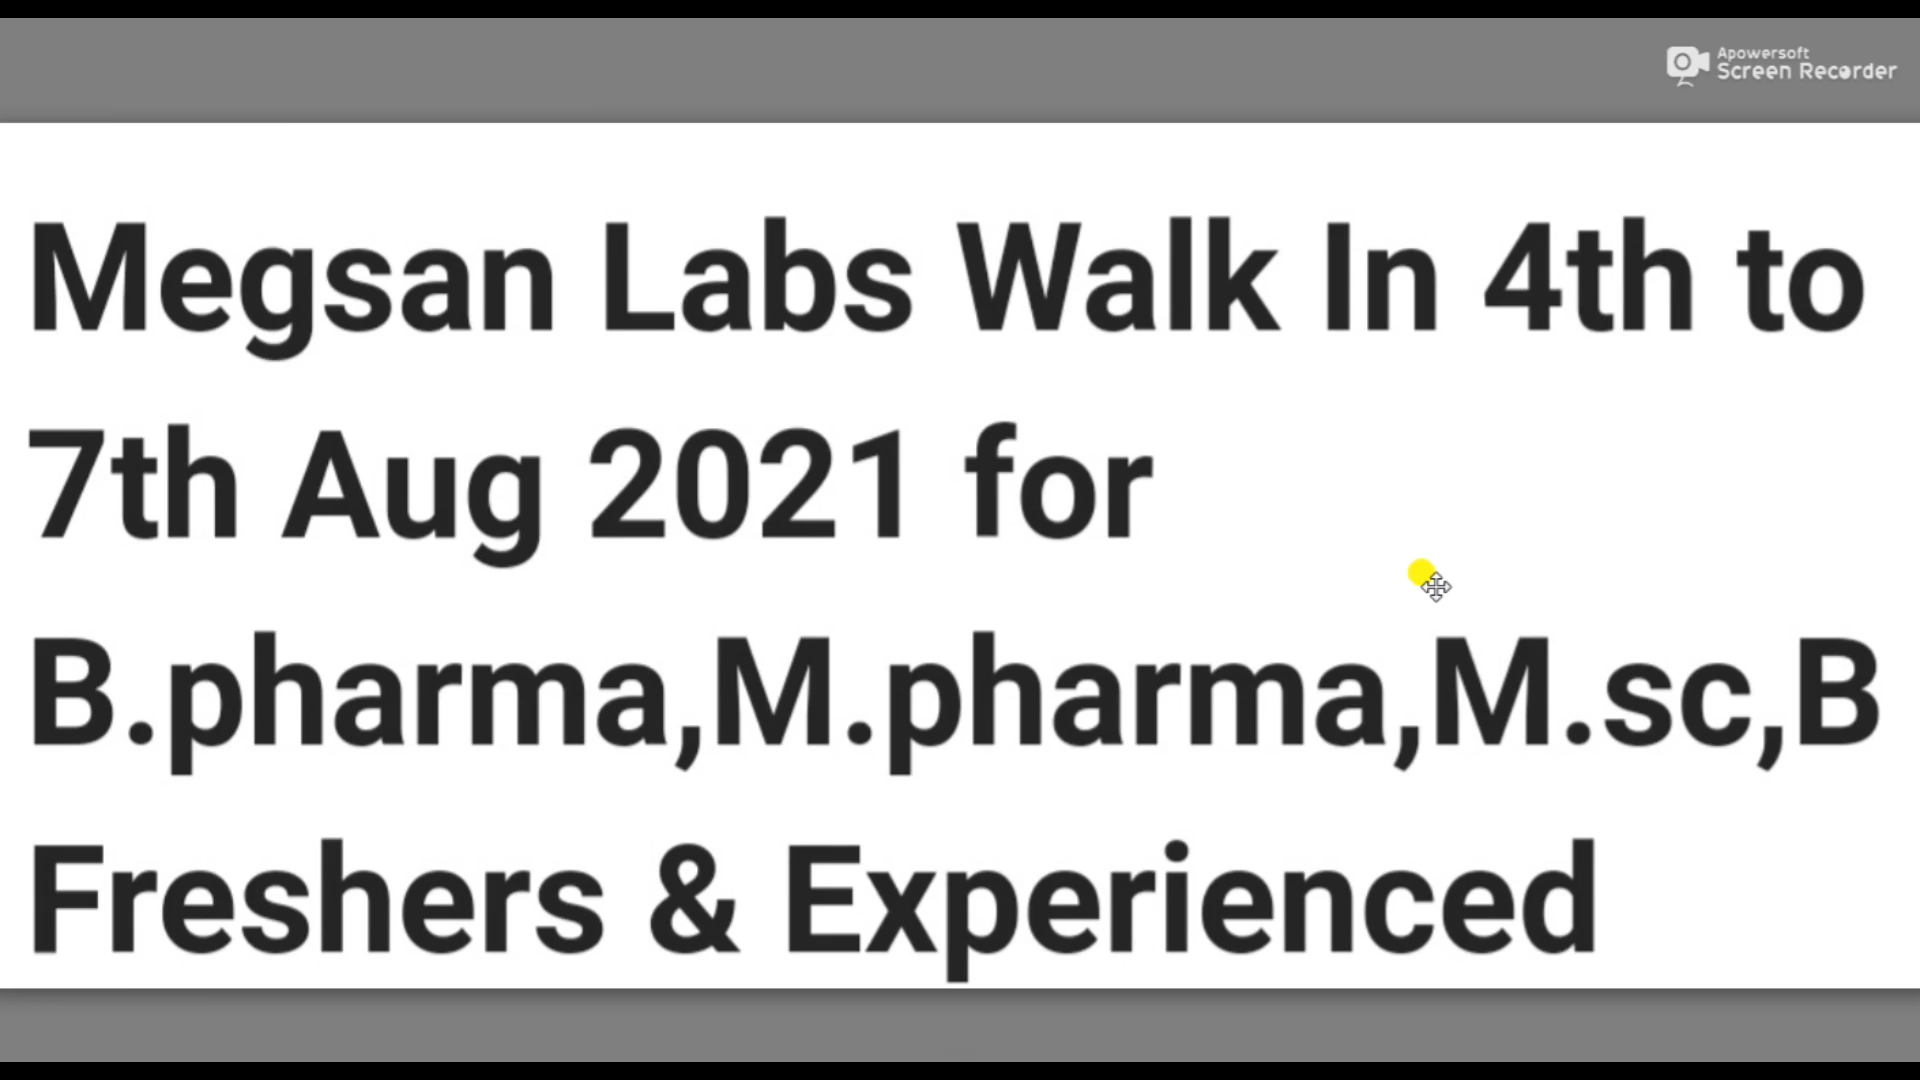 Apowersoft
Screen Recorder
Megsan Labs Walk In 4th to
7th Aug 2021 for
B.pharma,M.pharma,M.sc,B
Freshers & Experienced